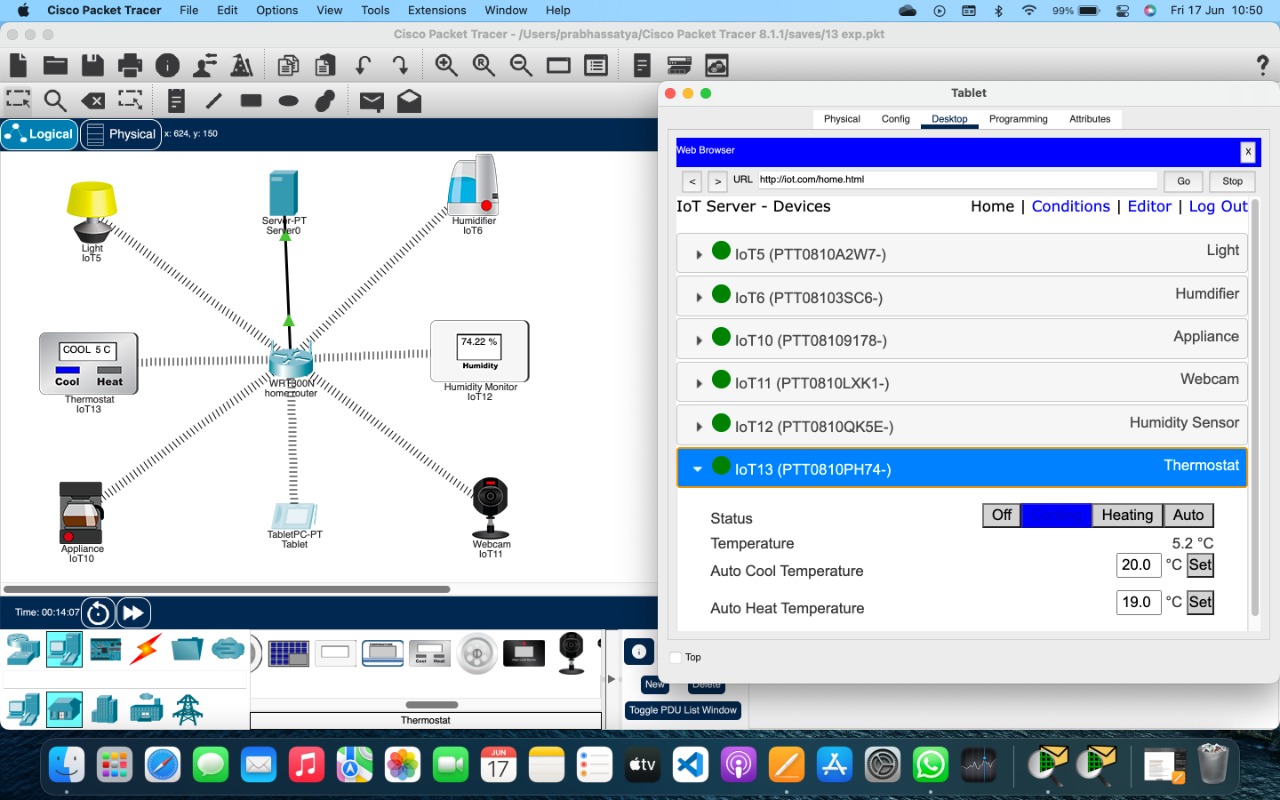 Cisco Packet Tracer File Edit Options View Tools Extensions Window Help 99% Fri 17 Jun 10:50
Cisco Packet Tracer - /Users/prabhassatya/Cisco Packet Tracer 8.1.1/saves/13 exp.pkt
Logical Physical x: 624, y: 150
Light
IoT5
Server-PT
Server0
Humidifier
IoT6
COOL 5 C
Cool Heat
Thermostat
IoT13
WRT300N
home router
74.22 %
Humidity
Humidity Monitor
IoT12
Appliance
IoT10
TabletPC-PT
Tablet
Webcam
IoT11
Time: 00:14:07
Cool Heat
Thermostat
New Delete
Toggle PDU List Window
Tablet
Physical Config Desktop Programming Attributes
Web Browser X
< > URL http://iot.com/home.html Go Stop
IoT Server - Devices Home | Conditions | Editor | Log Out
IoT5 (PTT0810A2W7-) Light
IoT6 (PTT08103SC6-) Humdifier
IoT10 (PTT08109178-) Appliance
IoT11 (PTT0810LXK1-) Webcam
IoT12 (PTT0810QK5E-) Humidity Sensor
IoT13 (PTT0810PH74-) Thermostat
Status Off Heating Auto
Temperature 5.2 °C
Auto Cool Temperature 20.0 °C Set
Auto Heat Temperature 19.0 °C Set
Top
JUN
17
tv